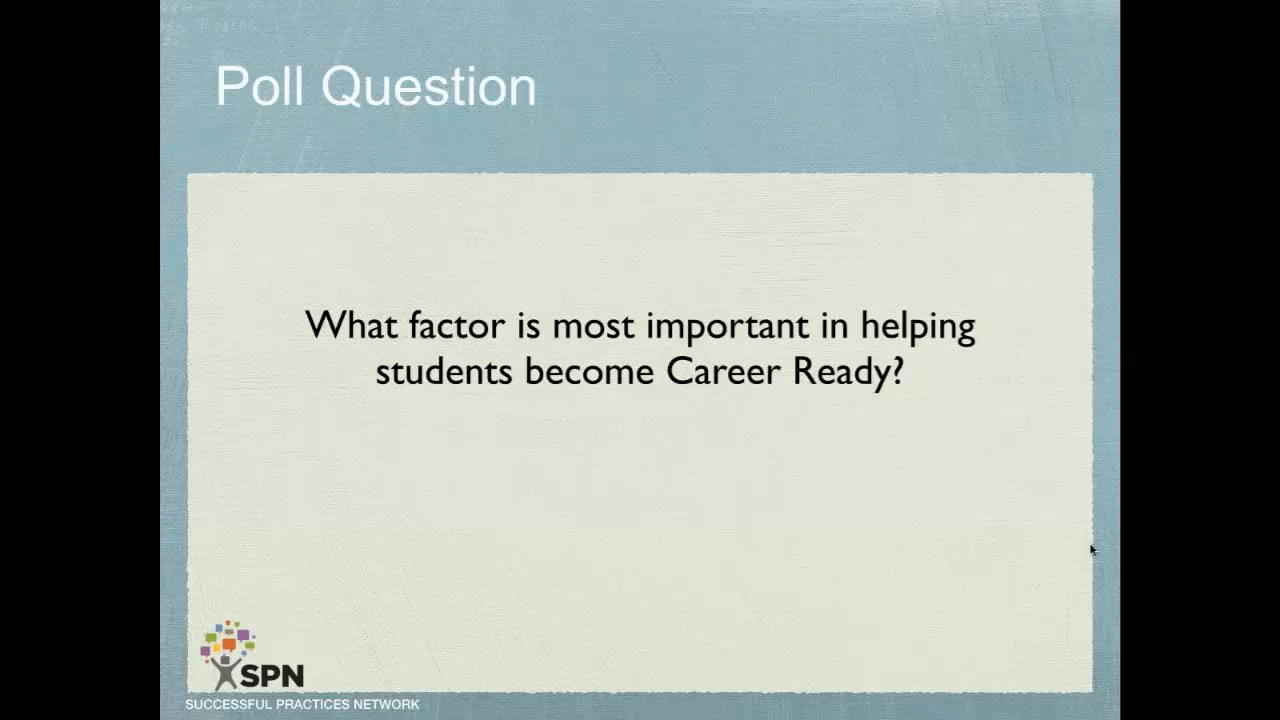 Poll Question
What factor is most important in helping
students become Career Ready?
SPN
SUCCESSFUL PRACTICES NETWORK